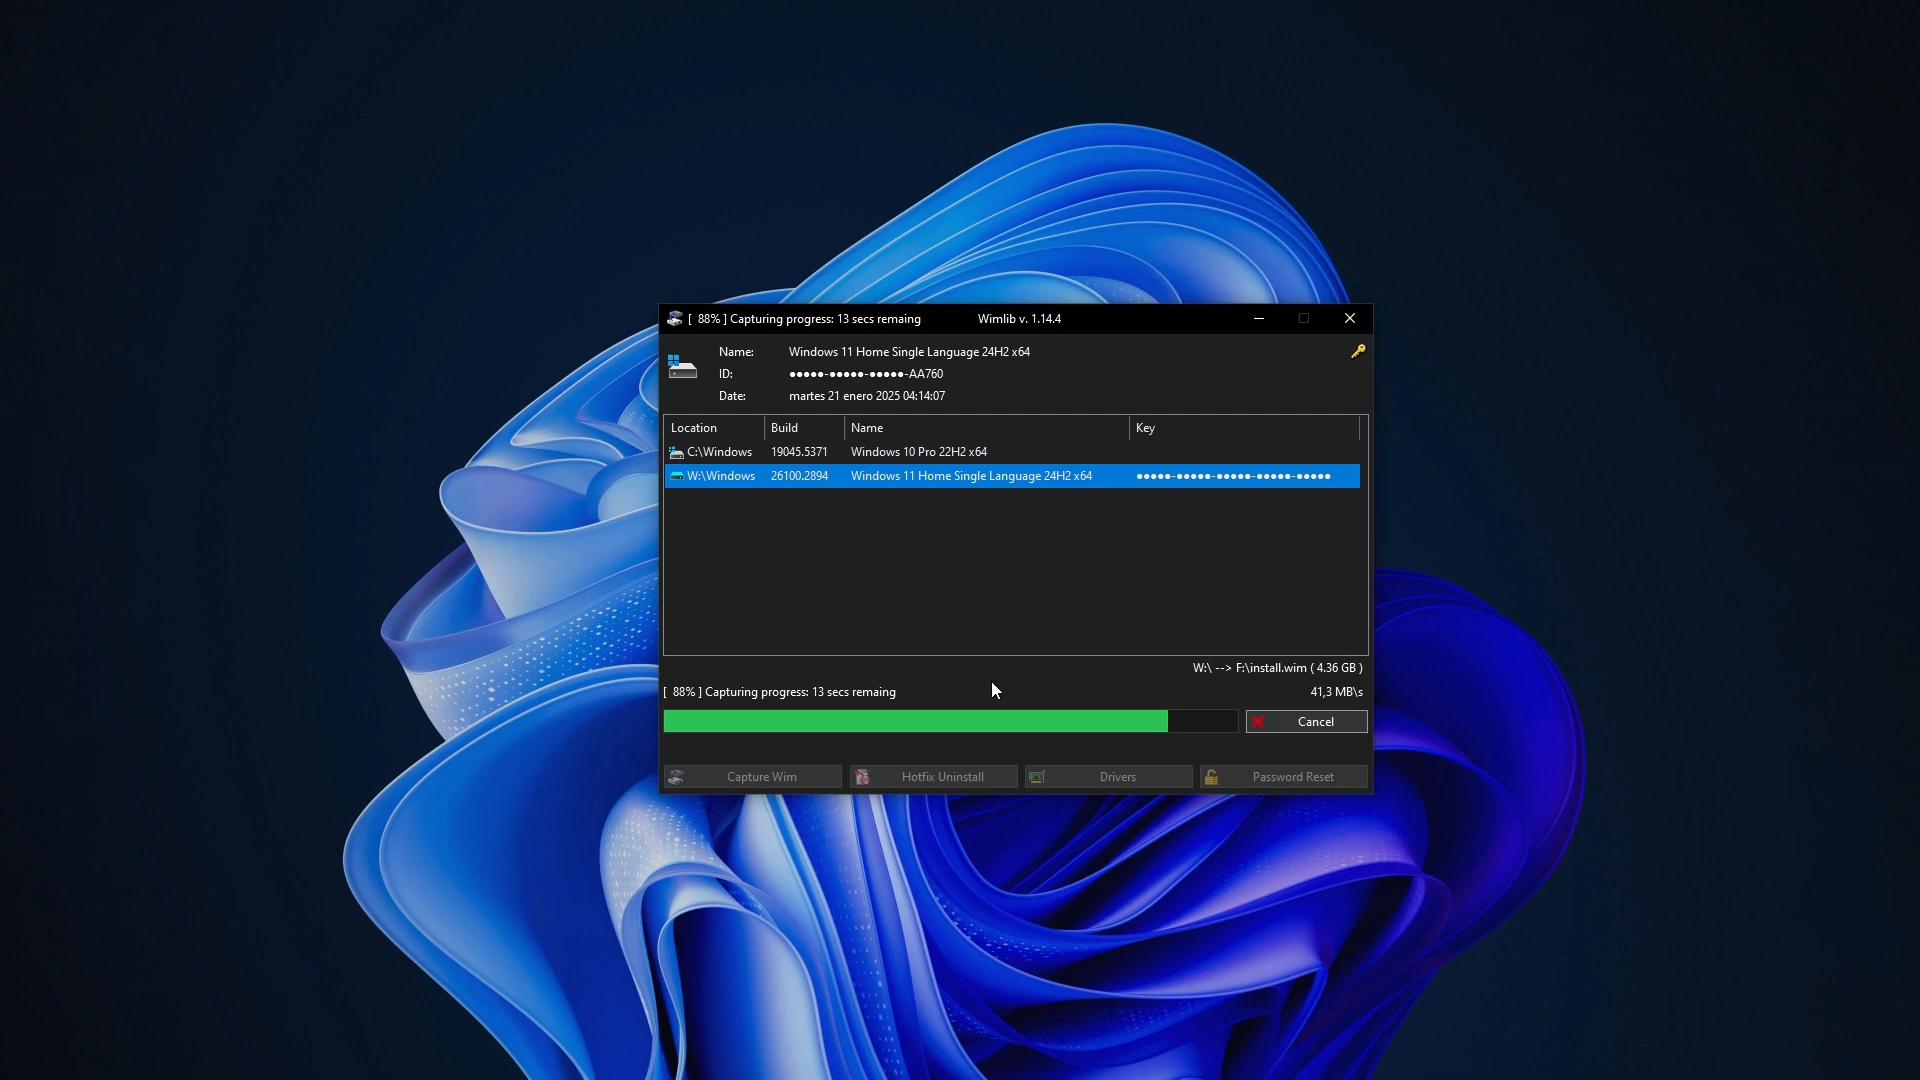 [ 88% ] Capturing progress: 13 secs remaing Wimlib v. 1.14.4
Name: Windows 11 Home Single Language 24H2 x64
ID: ●●●●●-●●●●●-●●●●●-AA760
Date: martes 21 enero 2025 04:14:07
Location Build Name Key
C:\Windows 19045.5371 Windows 10 Pro 22H2 x64
W:\Windows 26100.2894 Windows 11 Home Single Language 24H2 x64 ●●●●●-●●●●●-●●●●●-●●●●●-●●●●●
W:\ --> F:\install.wim ( 4.36 GB )
[ 88% ] Capturing progress: 13 secs remaing 41,3 MB\s
Cancel
Capture Wim Hotfix Uninstall Drivers Password Reset